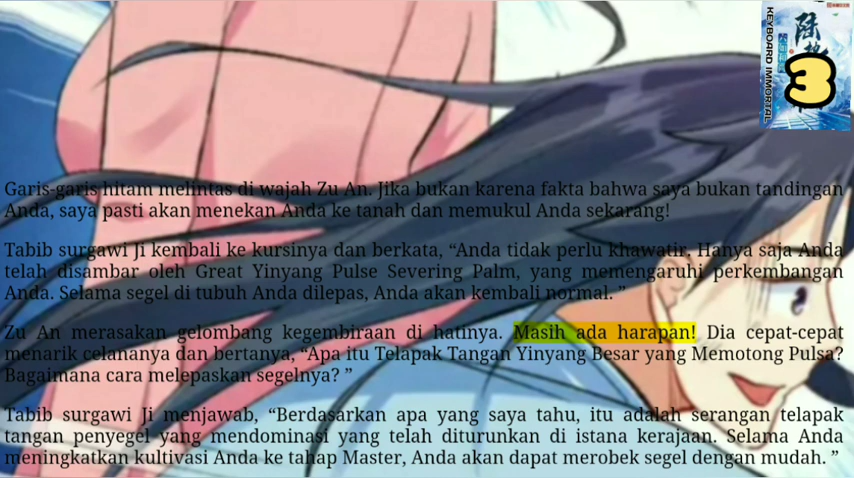 陆
KEYBOARD IMMORTAL
3
Garis-garis hitam melintas di wajah Zu An. Jika bukan karena fakta bahwa saya bukan tandingan
Anda, saya pasti akan menekan Anda ke tanah dan memukul Anda sekarang!
Tabib surgawi Ji kembali ke kursinya dan berkata, “Anda tidak perlu khawatir. Hanya saja Anda
telah disambar oleh Great Yinyang Pulse Severing Palm, yang memengaruhi perkembangan
Anda. Selama segel di tubuh Anda dilepas, Anda akan kembali normal. ”
Zu An merasakan gelombang kegembiraan di hatinya. Masih ada harapan! Dia cepat-cepat
menarik celananya dan bertanya, “Apa itu Telapak Tangan Yinyang Besar yang Memotong Pulsa?
Bagaimana cara melepaskan segelnya? ”
Tabib surgawi Ji menjawab, “Berdasarkan apa yang saya tahu, itu adalah serangan telapak
tangan penyegel yang mendominasi yang telah diturunkan di istana kerajaan. Selama Anda
meningkatkan kultivasi Anda ke tahap Master, Anda akan dapat merobek segel dengan mudah. ”